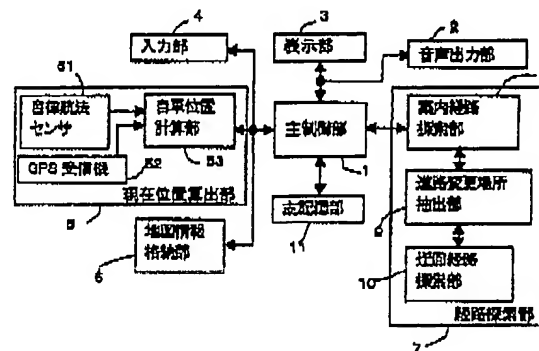 4
入力部
3
表示部
2
音声出力部
51
自律航法
センサ
自車位置
計算部
53
GPS 受信機
52
現在位置算出部
5
主制御部
1
主記憶部
11
地図情報
格納部
6
案内経路
探索部
道路変更場所
抽出部
9
迂回経路
探索部
10
経路探索部
7